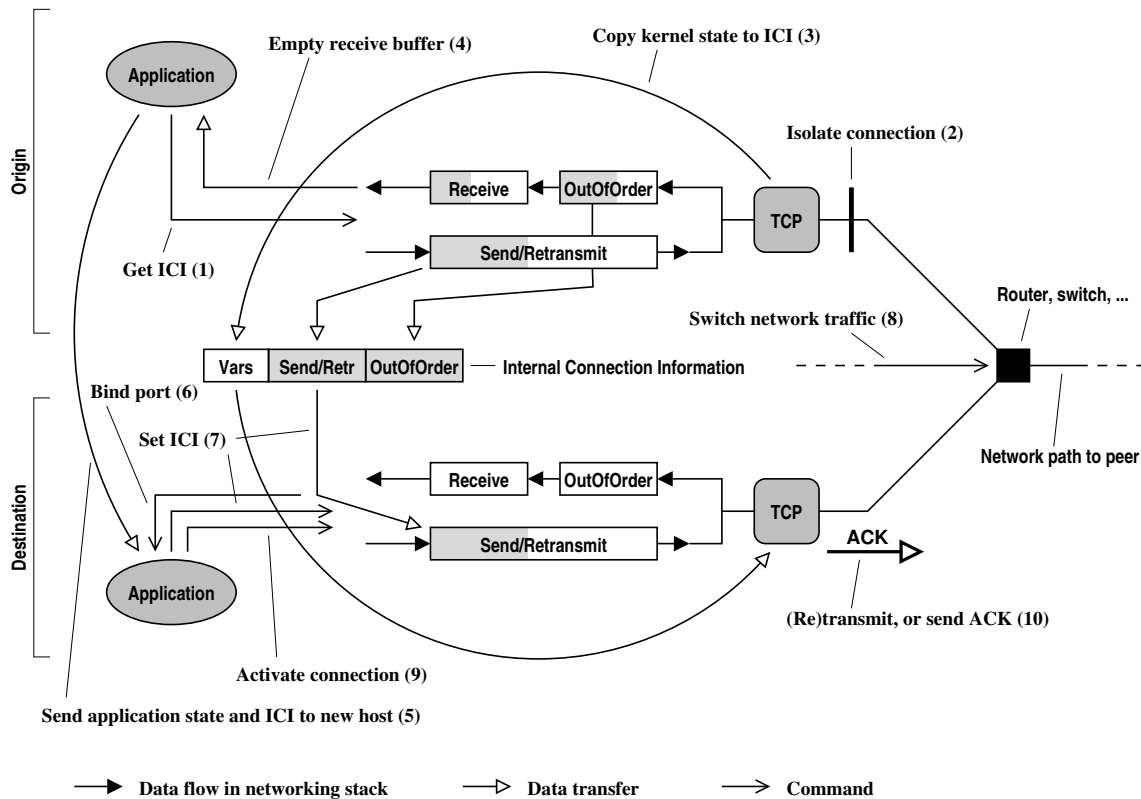 Empty receive buffer (4)
Copy kernel state to ICI (3)
Application
Isolate connection (2)
Origin
Receive
OutOfOrder
TCP
Send/Retransmit
Get ICI (1)
Router, switch, ...
Switch network traffic (8)
Vars
Send/Retr
OutOfOrder
Internal Connection Information
Bind port (6)
Set ICI (7)
Network path to peer
Destination
Receive
OutOfOrder
TCP
Send/Retransmit
ACK
Application
(Re)transmit, or send ACK (10)
Activate connection (9)
Send application state and ICI to new host (5)
Data flow in networking stack
Data transfer
Command